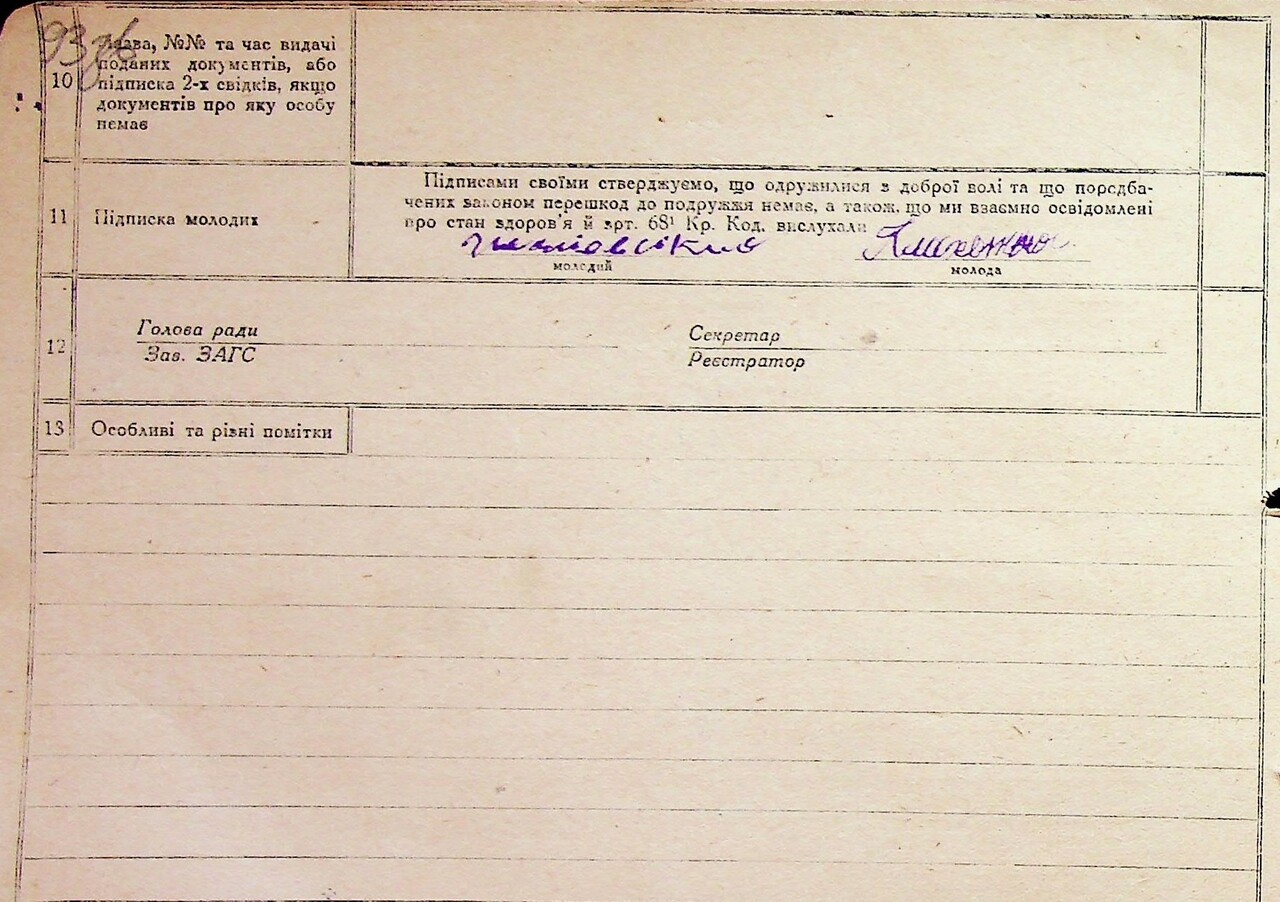 93
Назва, №№ та час видачі
поданих документів, або
10 підписка 2-х свідків, якщо
документів про яку особу
немає
Підписами своїми стверджуємо, що одружилися з доброї волі та що передба-
11 Підписка молодих чених законом перешкод до подружжя немає, а також, що ми взаємно освідомлені
про стан здоров'я й арт. 68¹ Кр. Код. вислухали
молодий молода
Голова ради Секретар
12
Зав. ЗАГС Реєстратор
13 Особливі та різні помітки